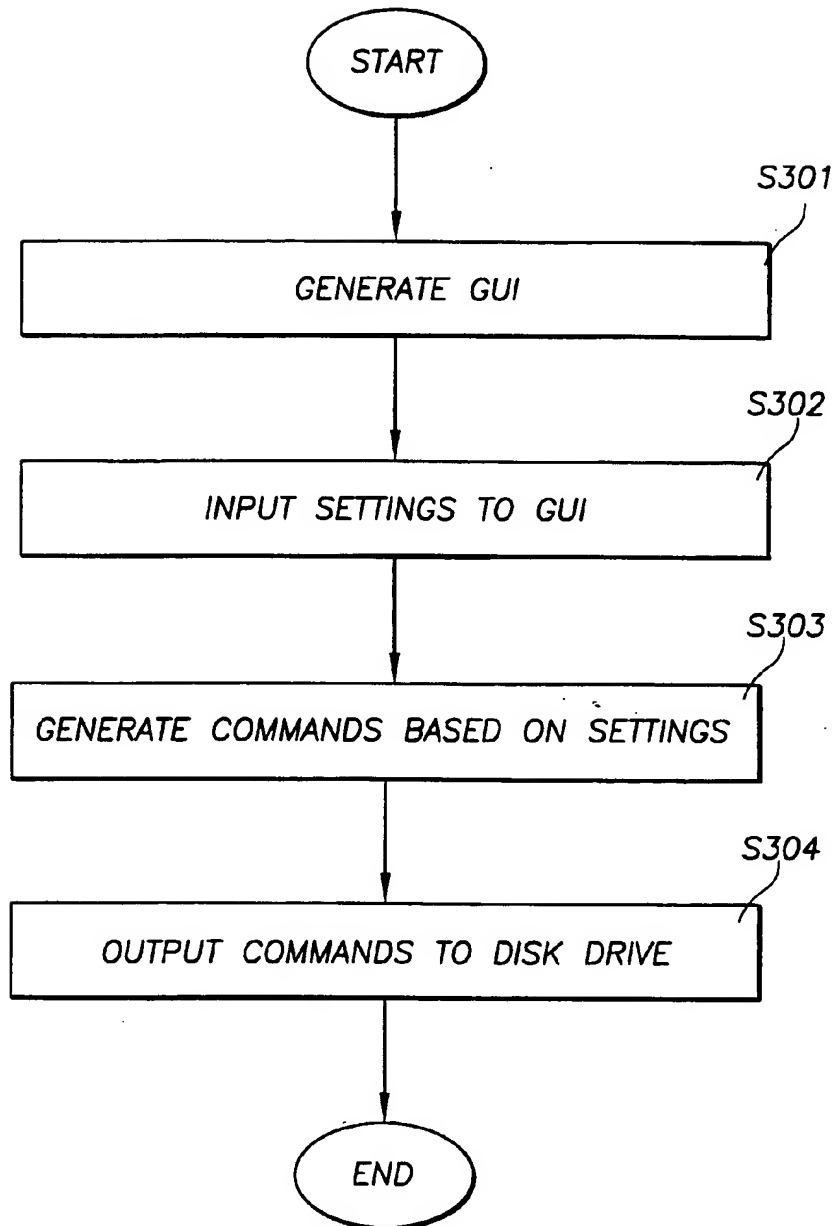 START
S301
GENERATE GUI
S302
INPUT SETTINGS TO GUI
S303
GENERATE COMMANDS BASED ON SETTINGS
S304
OUTPUT COMMANDS TO DISK DRIVE
END